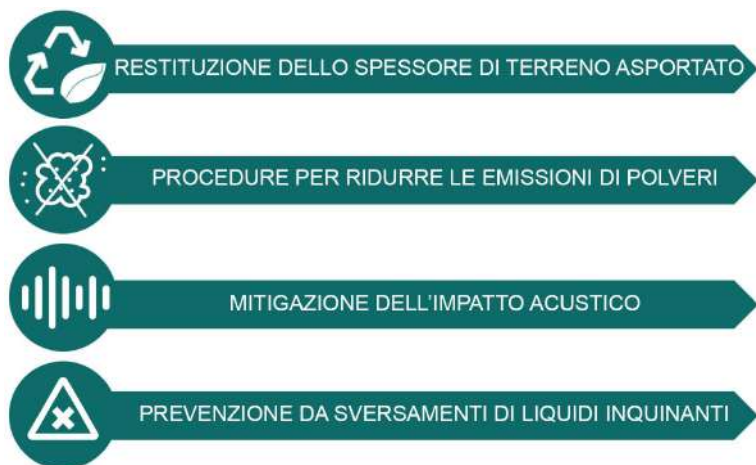 RESTITUZIONE DELLO SPESSORE DI TERRENO ASPORTATO
PROCEDURE PER RIDURRE LE EMISSIONI DI POLVERI
MITIGAZIONE DELL'IMPATTO ACUSTICO
PREVENZIONE DA SVERSAMENTI DI LIQUIDI INQUINANTI